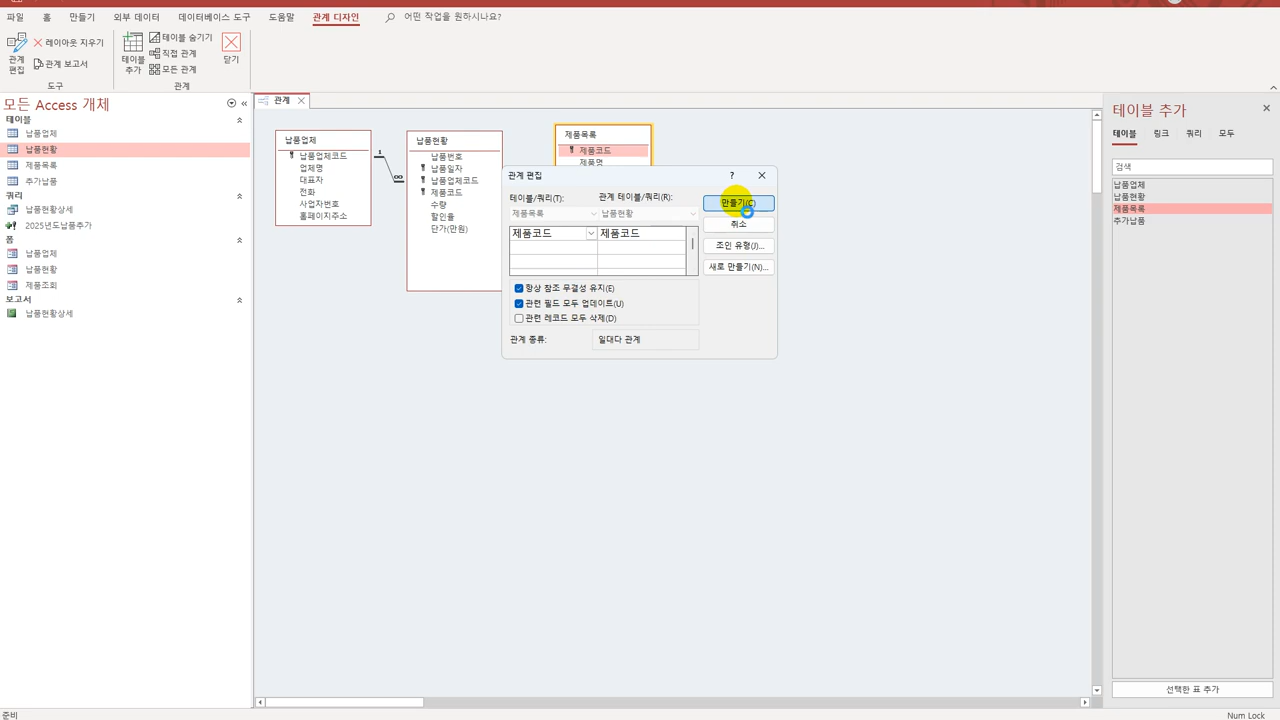 파일 홈 만들기 외부 데이터 데이터베이스 도구 도움말 관계 디자인 어떤 작업을 원하시나요?
관계 편집
레이아웃 지우기
관계 보고서
도구
테이블 추가
테이블 숨기기
직접 관계
모든 관계
관계
닫기
모든 Access 개체
테이블
납품업체
납품현황
제품목록
추가납품
쿼리
납품현황상세
2025년도납품추가
폼
납품업체
납품현황
제품조회
보고서
납품현황상세
관계
납품업체
납품업체코드
업체명
대표자
전화
사업자번호
홈페이지주소
1
∞
납품현황
납품번호
납품일자
납품업체코드
제품코드
수량
할인율
단가(만원)
제품목록
제품코드
제품명
관계 편집 ?
테이블/쿼리(T): 관계 테이블/쿼리(R):
제품목록 납품현황
제품코드 제품코드
항상 참조 무결성 유지(E)
관련 필드 모두 업데이트(U)
관련 레코드 모두 삭제(D)
관계 종류: 일대다 관계
만들기(C)
취소
조인 유형(J)...
새로 만들기(N)...
테이블 추가
테이블 링크 쿼리 모두
검색
납품업체
납품현황
제품목록
추가납품
선택한 표 추가
준비
Num Lock